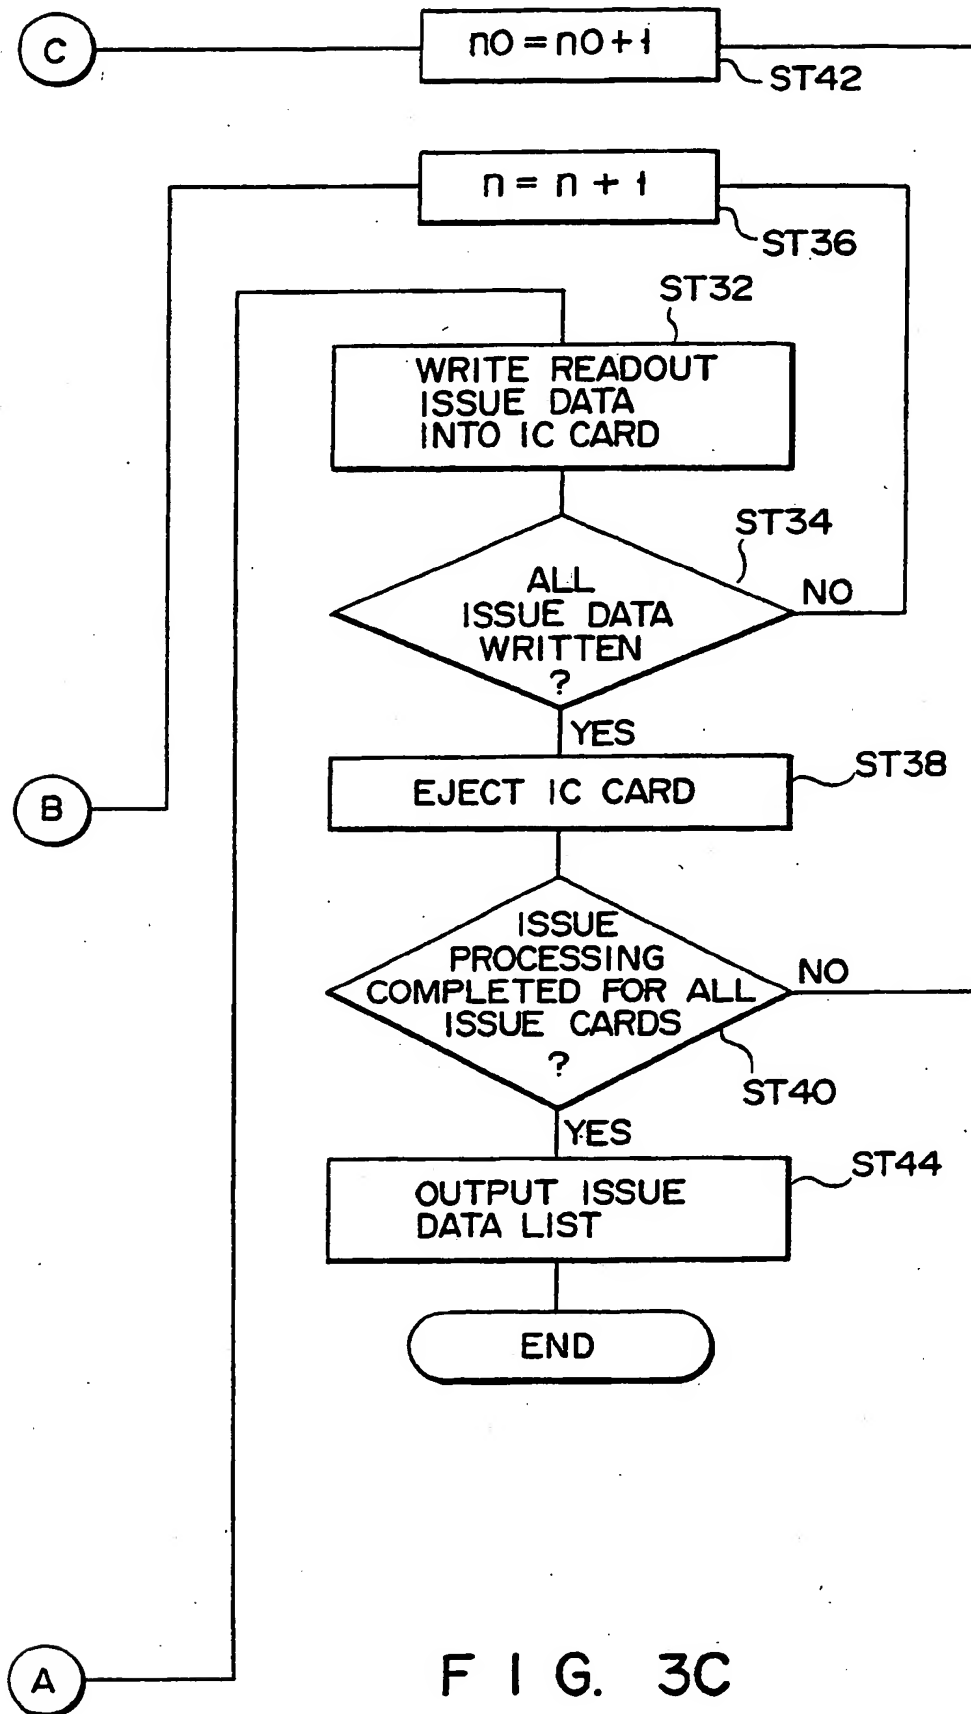 C
n0 = n0+1
ST42
n = n + 1
ST36
ST32
WRITE READOUT
ISSUE DATA
INTO IC CARD
ST34
ALL
ISSUE DATA
WRITTEN
?
NO
YES
B
EJECT IC CARD
ST38
ISSUE
PROCESSING
COMPLETED FOR ALL
ISSUE CARDS
?
NO
ST40
YES
OUTPUT ISSUE
DATA LIST
ST44
END
A
FIG. 3C